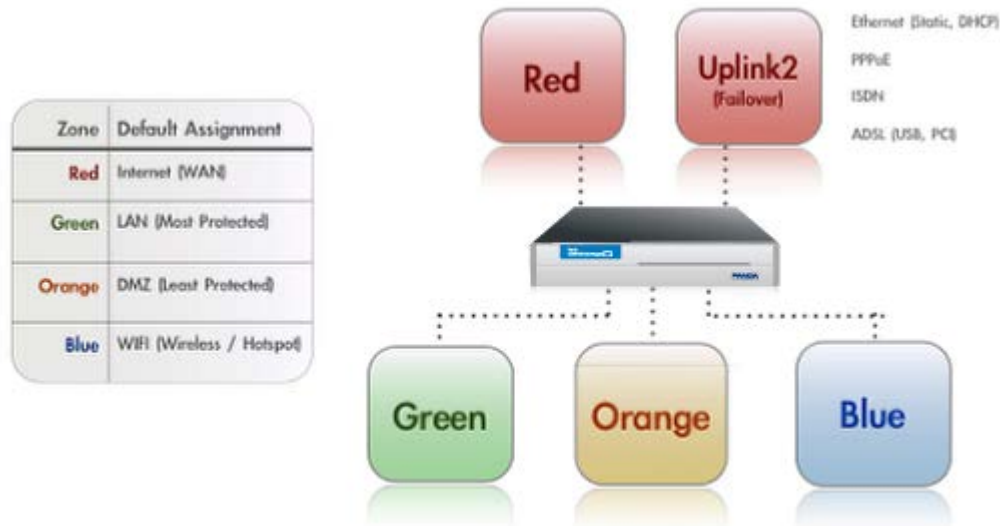 Zone Default Assignment
Red Internet (WAN)
Green LAN (Most Protected)
Orange DMZ (Least Protected)
Blue WIFI (Wireless / Hotspot)
Red
Uplink2
(Failover)
Ethernet (Static, DHCP)
PPPoE
ISDN
ADSL (USB, PCI)
PANDA
Green
Orange
Blue